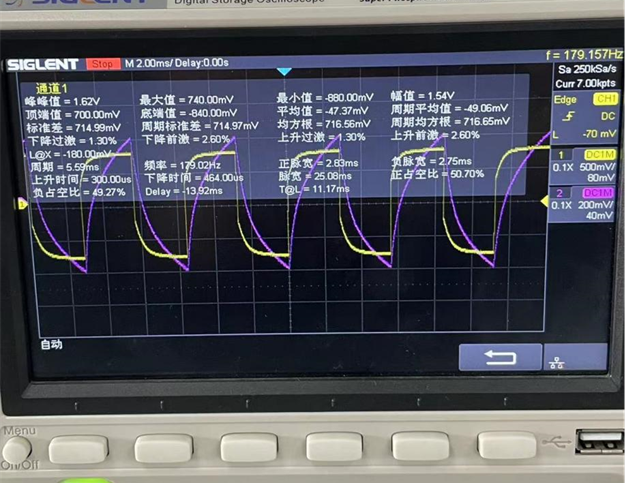 SIGLENT Digital Storage Oscilloscope
SIGLENT Stop M 2.00ms/ Delay:0.00s f = 179.157Hz
Sa 250kSa/s
Curr 7.00kpts
Edge CH1
DC
L -70 mV
1 DC1M
0.1X 500mV/
80mV
2 DC1M
0.1X 200mV/
40mV
通道1
峰峰值 = 1.62V 最大值 = 740.00mV 最小值 = -880.00mV 幅值 = 1.54V
顶端值 = 700.00mV 底端值 = -840.00mV 平均值 = -47.37mV 周期平均值 = -49.06mV
标准差 = 714.99mV 周期标准差 = 714.97mV 均方根 = 716.56mV 周期均方根 = 716.65mV
下降过激 = 1.30% 下降前激 = 2.60% 上升过激 = 1.30% 上升前激 = 2.60%
L@X = -180.00mV
周期 = 5.59ms 频率 = 179.02Hz 正脉宽 = 2.83ms 负脉宽 = 2.75ms
上升时间 = 300.00us 下降时间 = 464.00us 脉宽 = 25.08ms 正占空比 = 50.70%
负占空比 = 49.27% Delay = -13.92ms T@L = 11.17ms
自动
Menu
On/Off